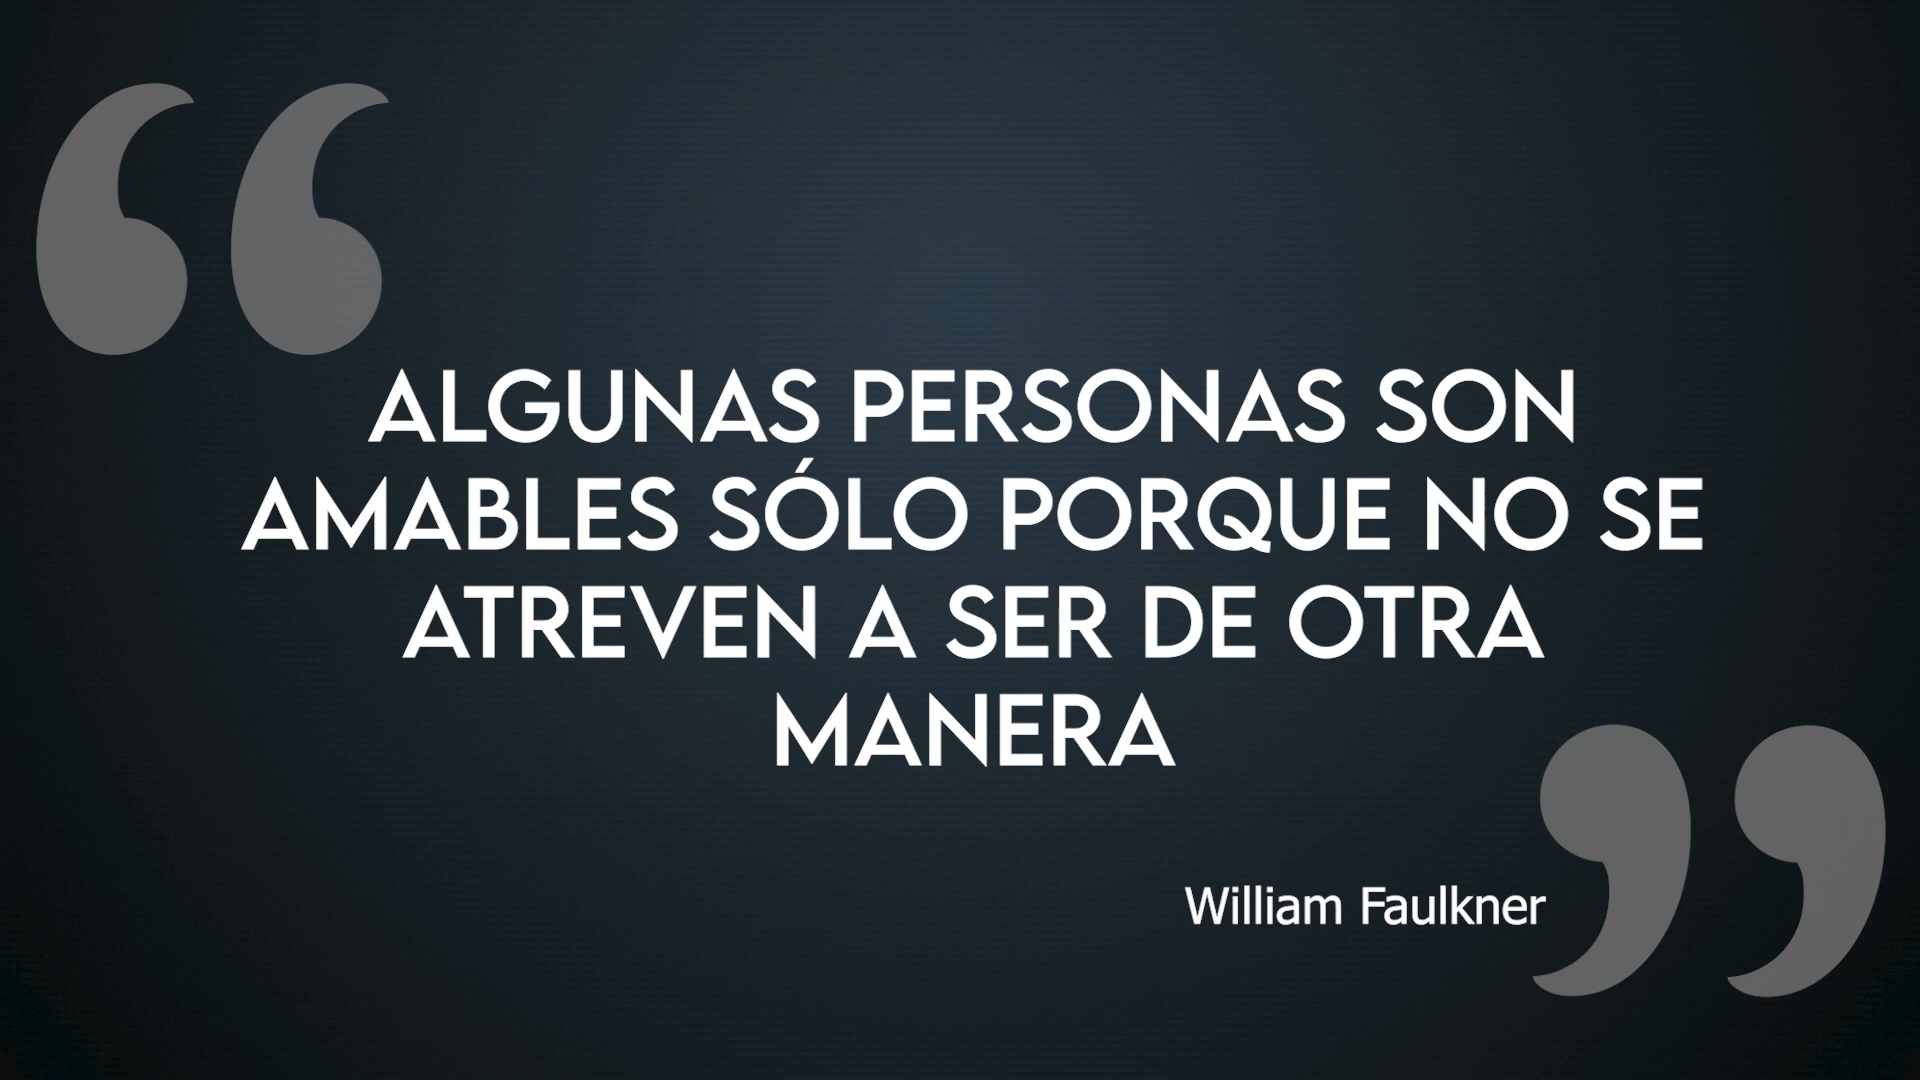 ALGUNAS PERSONAS SON
AMABLES SÓLO PORQUE NO SE
ATREVEN A SER DE OTRA
MANERA
William Faulkner